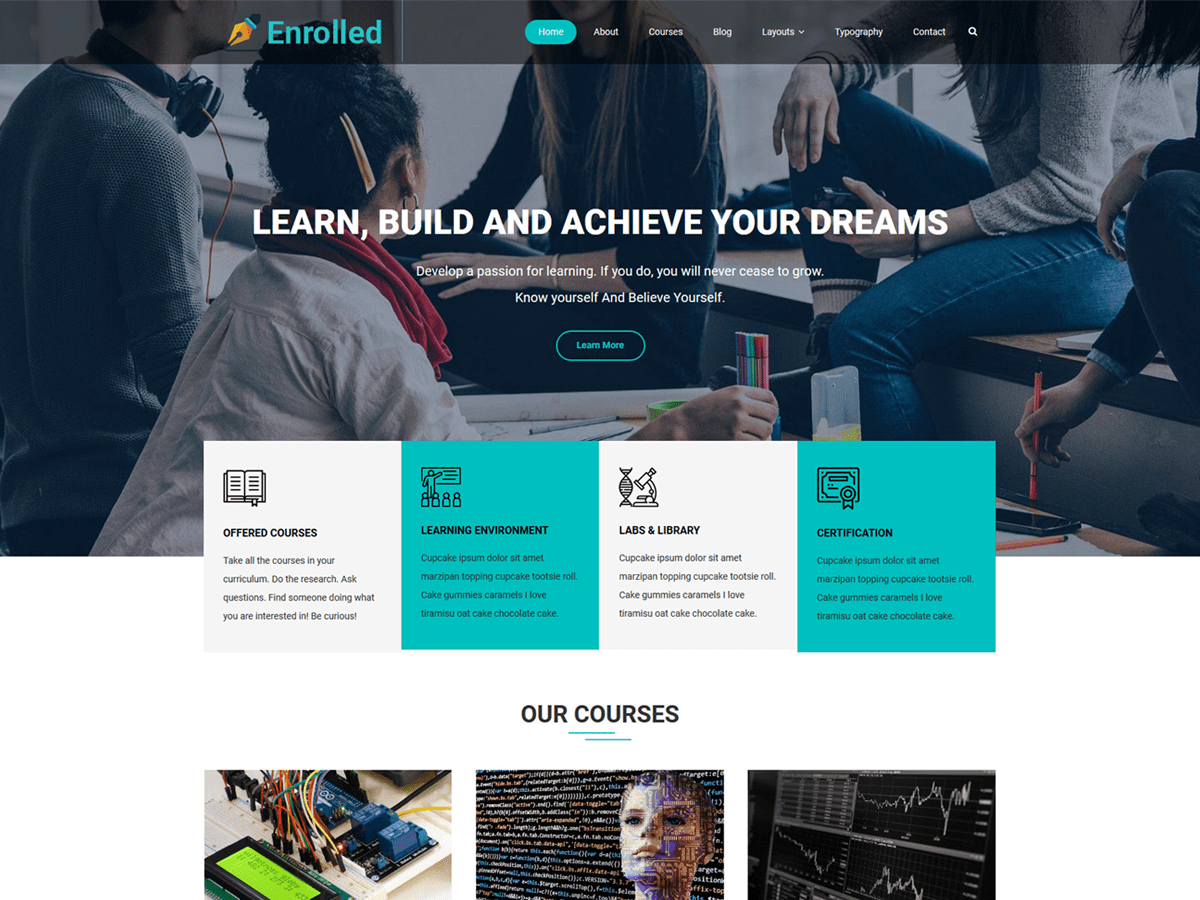 Enrolled
Home About Courses Blog Layouts Typography Contact
LEARN, BUILD AND ACHIEVE YOUR DREAMS
Develop a passion for learning. If you do, you will never cease to grow.
Know yourself And Believe Yourself.
Learn More
OFFERED COURSES
Take all the courses in your
curriculum. Do the research. Ask
questions. Find someone doing what
you are interested in! Be curious!
LEARNING ENVIRONMENT
Cupcake ipsum dolor sit amet
marzipan topping cupcake tootsie roll.
Cake gummies caramels I love
tiramisu oat cake chocolate cake.
LABS & LIBRARY
Cupcake ipsum dolor sit amet
marzipan topping cupcake tootsie roll.
Cake gummies caramels I love
tiramisu oat cake chocolate cake.
CERTIFICATION
Cupcake ipsum dolor sit amet
marzipan topping cupcake tootsie roll.
Cake gummies caramels I love
tiramisu oat cake chocolate cake.
OUR COURSES